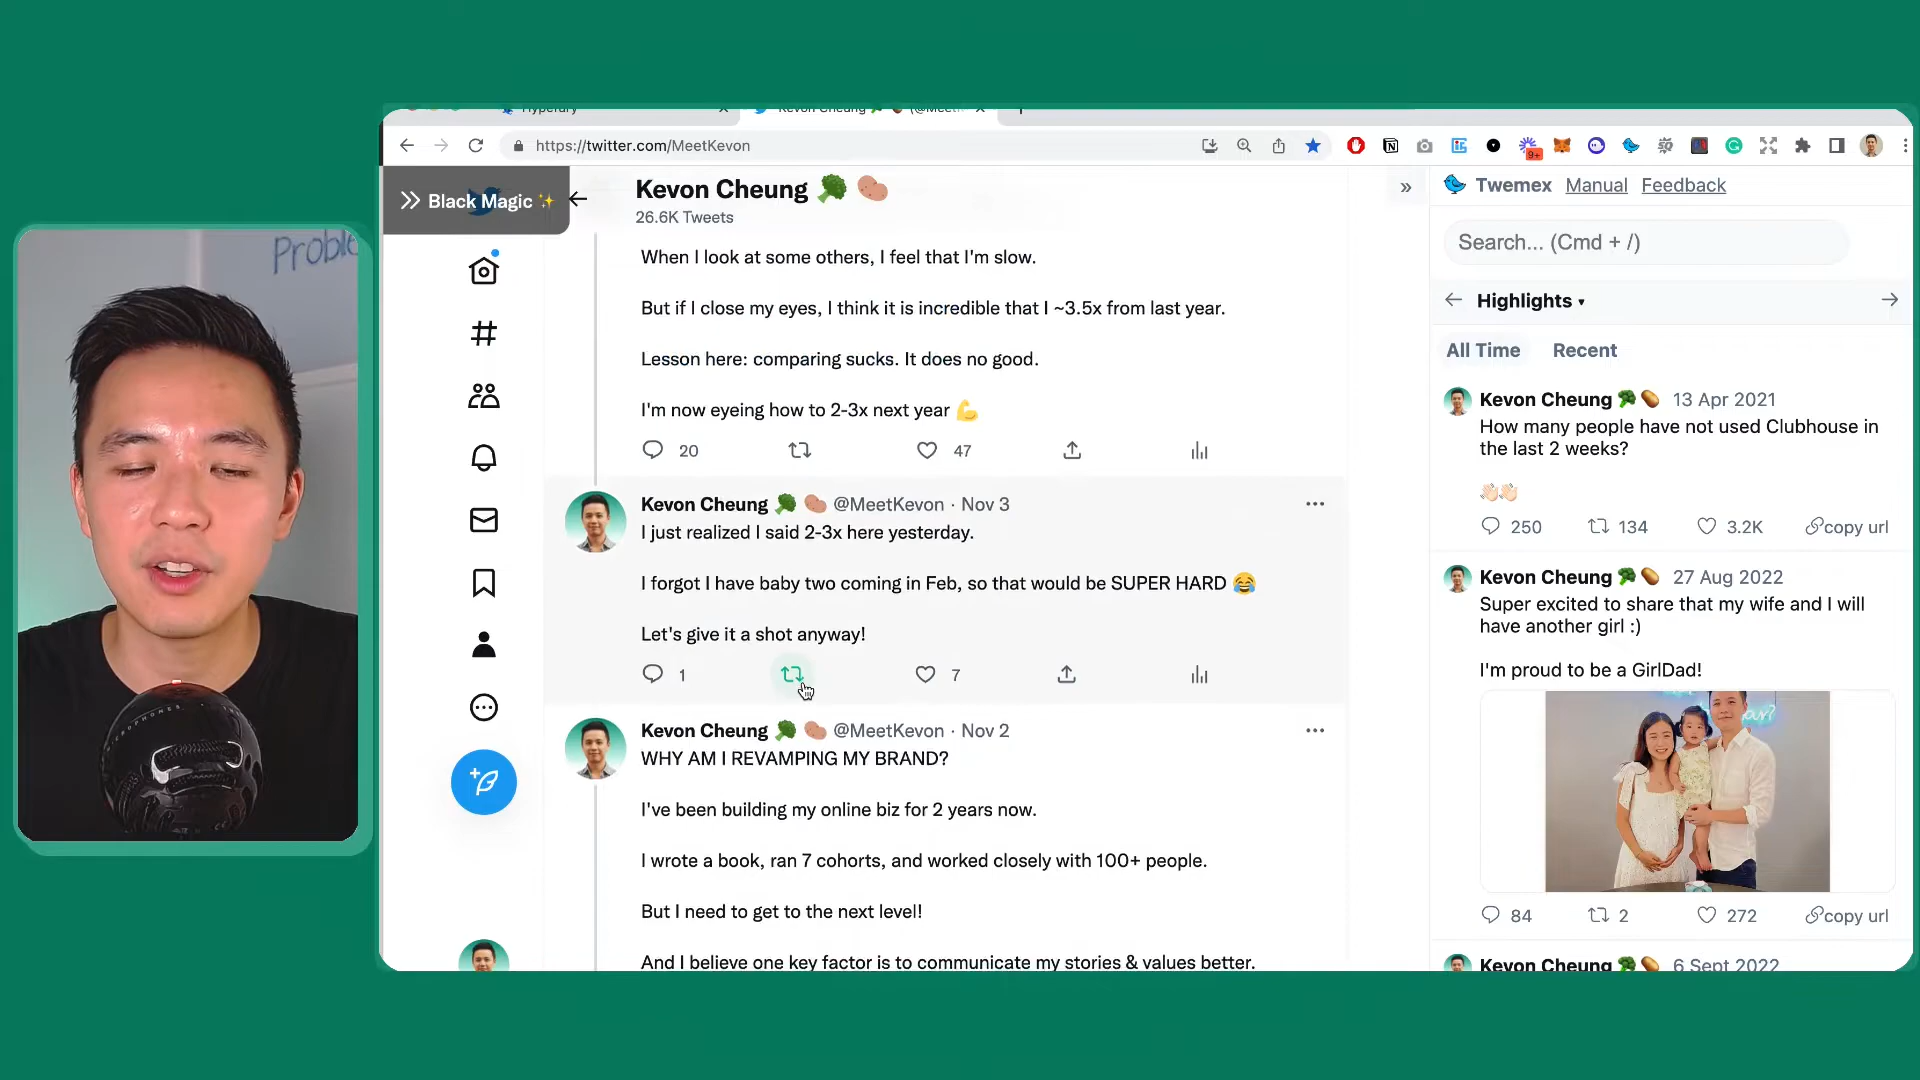 Proble
https://twitter.com/MeetKevon
9+
Black Magic
Kevon Cheung
26.6K Tweets
When I look at some others, I feel that I'm slow.
But if I close my eyes, I think it is incredible that I ~3.5x from last year.
Lesson here: comparing sucks. It does no good.
I'm now eyeing how to 2-3x next year 💪
20 47
Kevon Cheung 🥦 🥔 @MeetKevon · Nov 3
I just realized I said 2-3x here yesterday.
I forgot I have baby two coming in Feb, so that would be SUPER HARD 😂
Let's give it a shot anyway!
1 7
Kevon Cheung 🥦 🥔 @MeetKevon · Nov 2
WHY AM I REVAMPING MY BRAND?
I've been building my online biz for 2 years now.
I wrote a book, ran 7 cohorts, and worked closely with 100+ people.
But I need to get to the next level!
And I believe one key factor is to communicate my stories & values better.
Twemex Manual Feedback
Search... (Cmd + /)
Highlights
All Time Recent
Kevon Cheung 🥦 🥔 13 Apr 2021
How many people have not used Clubhouse in
the last 2 weeks?
👋🏻👋🏻
250 134 3.2K copy url
Kevon Cheung 🥦 🥔 27 Aug 2022
Super excited to share that my wife and I will
have another girl :)
I'm proud to be a GirlDad!
84 2 272 copy url
Kevon Cheung 🥦 🥔 6 Sept 2022